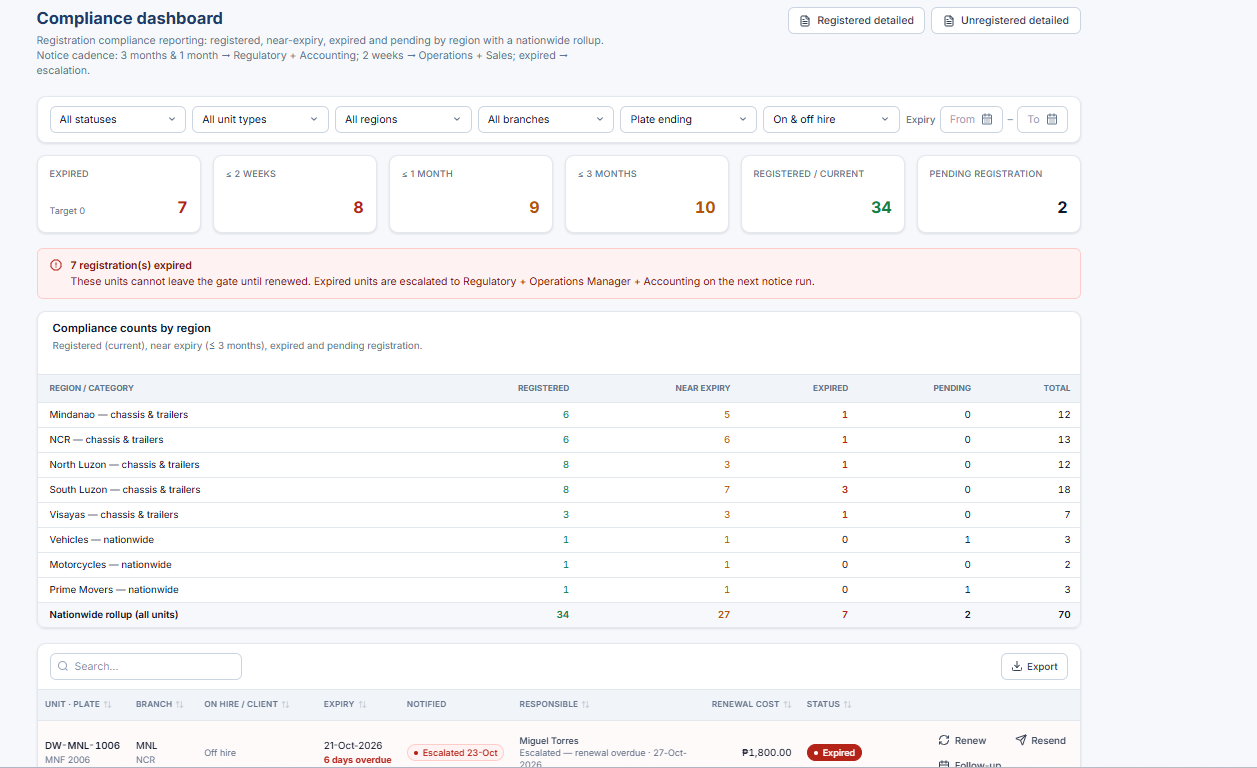 Compliance dashboard
Registered detailed
Unregistered detailed
Registration compliance reporting: registered, near-expiry, expired and pending by region with a nationwide rollup.
Notice cadence: 3 months & 1 month → Regulatory + Accounting; 2 weeks → Operations + Sales; expired →
escalation.
All statuses All unit types All regions All branches Plate ending On & off hire Expiry From – To
EXPIRED ≤ 2 WEEKS ≤ 1 MONTH ≤ 3 MONTHS REGISTERED / CURRENT PENDING REGISTRATION
Target 0 7 8 9 10 34 2
7 registration(s) expired
These units cannot leave the gate until renewed. Expired units are escalated to Regulatory + Operations Manager + Accounting on the next notice run.
Compliance counts by region
Registered (current), near expiry (≤ 3 months), expired and pending registration.
REGION / CATEGORY REGISTERED NEAR EXPIRY EXPIRED PENDING TOTAL
Mindanao — chassis & trailers 6 5 1 0 12
NCR — chassis & trailers 6 6 1 0 13
North Luzon — chassis & trailers 8 3 1 0 12
South Luzon — chassis & trailers 8 7 3 0 18
Visayas — chassis & trailers 3 3 1 0 7
Vehicles — nationwide 1 1 0 1 3
Motorcycles — nationwide 1 1 0 0 2
Prime Movers — nationwide 1 1 0 1 3
Nationwide rollup (all units) 34 27 7 2 70
Search... Export
UNIT · PLATE BRANCH ON HIRE / CLIENT EXPIRY NOTIFIED RESPONSIBLE RENEWAL COST STATUS
DW-MNL-1006 MNL Off hire 21-Oct-2026 Escalated 23-Oct Miguel Torres ₱1,800.00 Expired Renew Resend
MNF 2006 NCR 6 days overdue Escalated — renewal overdue · 27-Oct-
2026 Follow-up